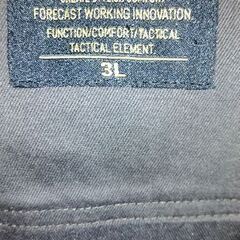 FORECAST WORKING INNOVATION.
FUNCTION/COMFORT/TACTICAL
TACTICAL ELEMENT.
3L